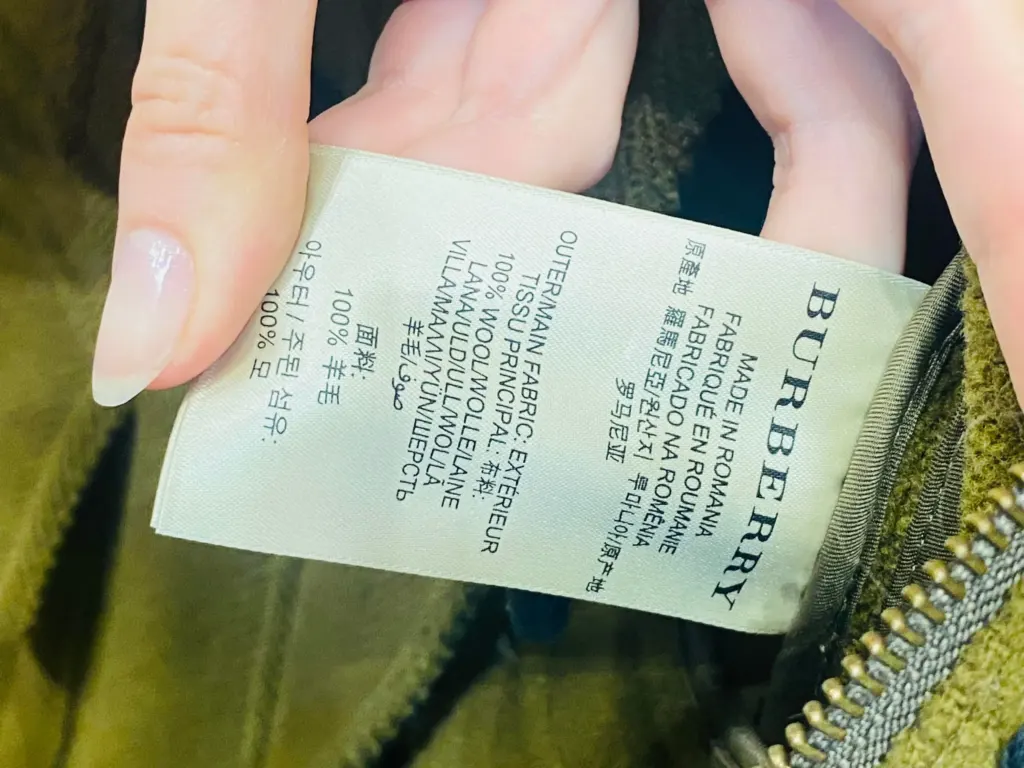 BURBERRY
MADE IN ROMANIA
FABRIQUÉ EN ROUMANIE
FABRICADO NA ROMÊNIA
原產地 羅馬尼亞 원산지 루마니아/原产地
罗马尼亚
OUTER/MAIN FABRIC: EXTÉRIEUR
TISSU PRINCIPAL: 布料:
100% WOOL/WOLLE/LAINE
LANA/ULD/ULL/WOL/LÃ
VILLA/MAAΛΛI/YÜN/ШЕРСТЬ
羊毛/صوف
面料:
100% 羊毛
아우터/주된 섬유:
100% 모